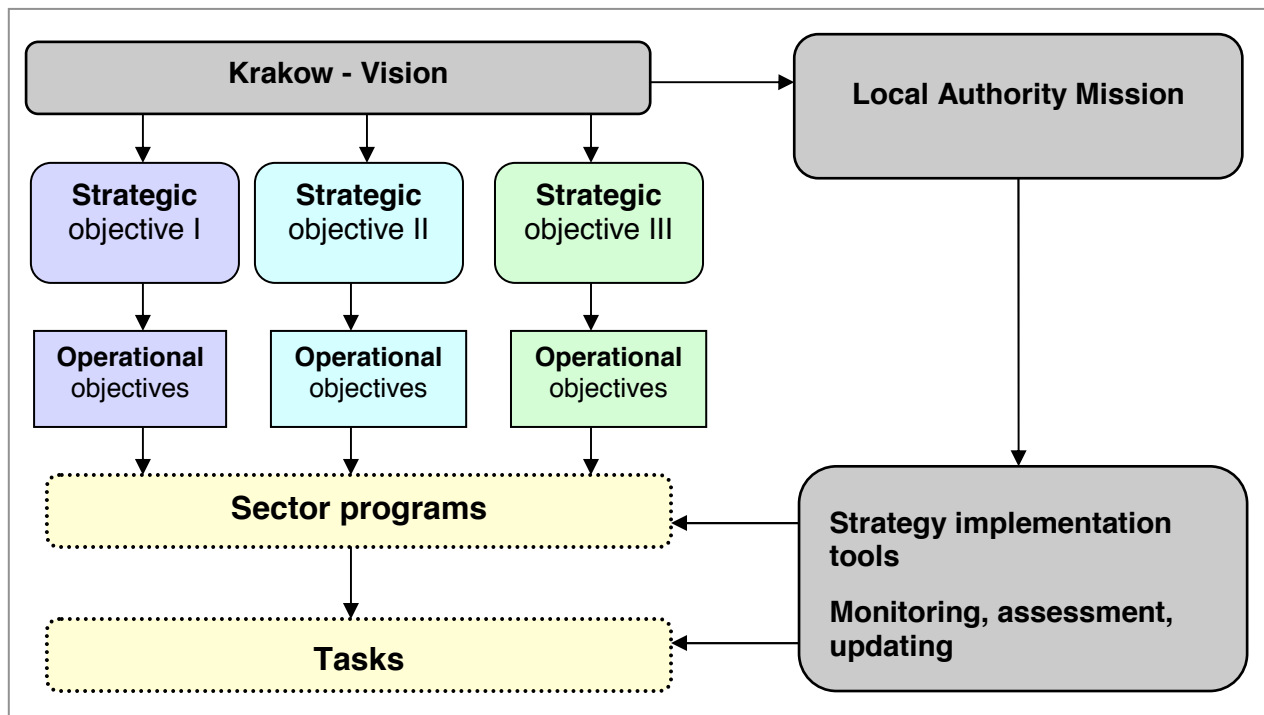 Krakow - Vision
Local Authority Mission
Strategic
objective I
Strategic
objective II
Strategic
objective III
Operational
objectives
Operational
objectives
Operational
objectives
Sector programs
Strategy implementation
tools
Monitoring, assessment,
updating
Tasks